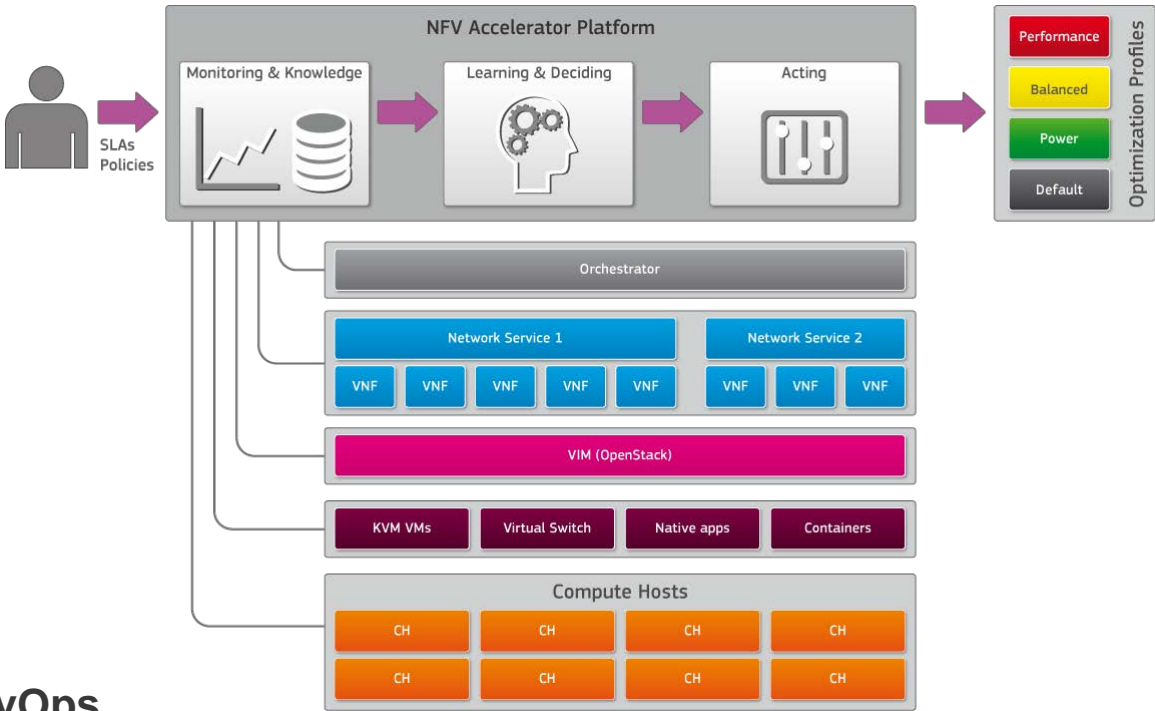 NFV Accelerator Platform
Monitoring & Knowledge
Learning & Deciding
Acting
SLAs
Policies
Performance
Balanced
Power
Default
Optimization Profiles
Orchestrator
Network Service 1
Network Service 2
VNF VNF VNF VNF VNF VNF VNF VNF
VIM (OpenStack)
KVM VMs
Virtual Switch
Native apps
Containers
Compute Hosts
CH CH CH CH
CH CH CH CH